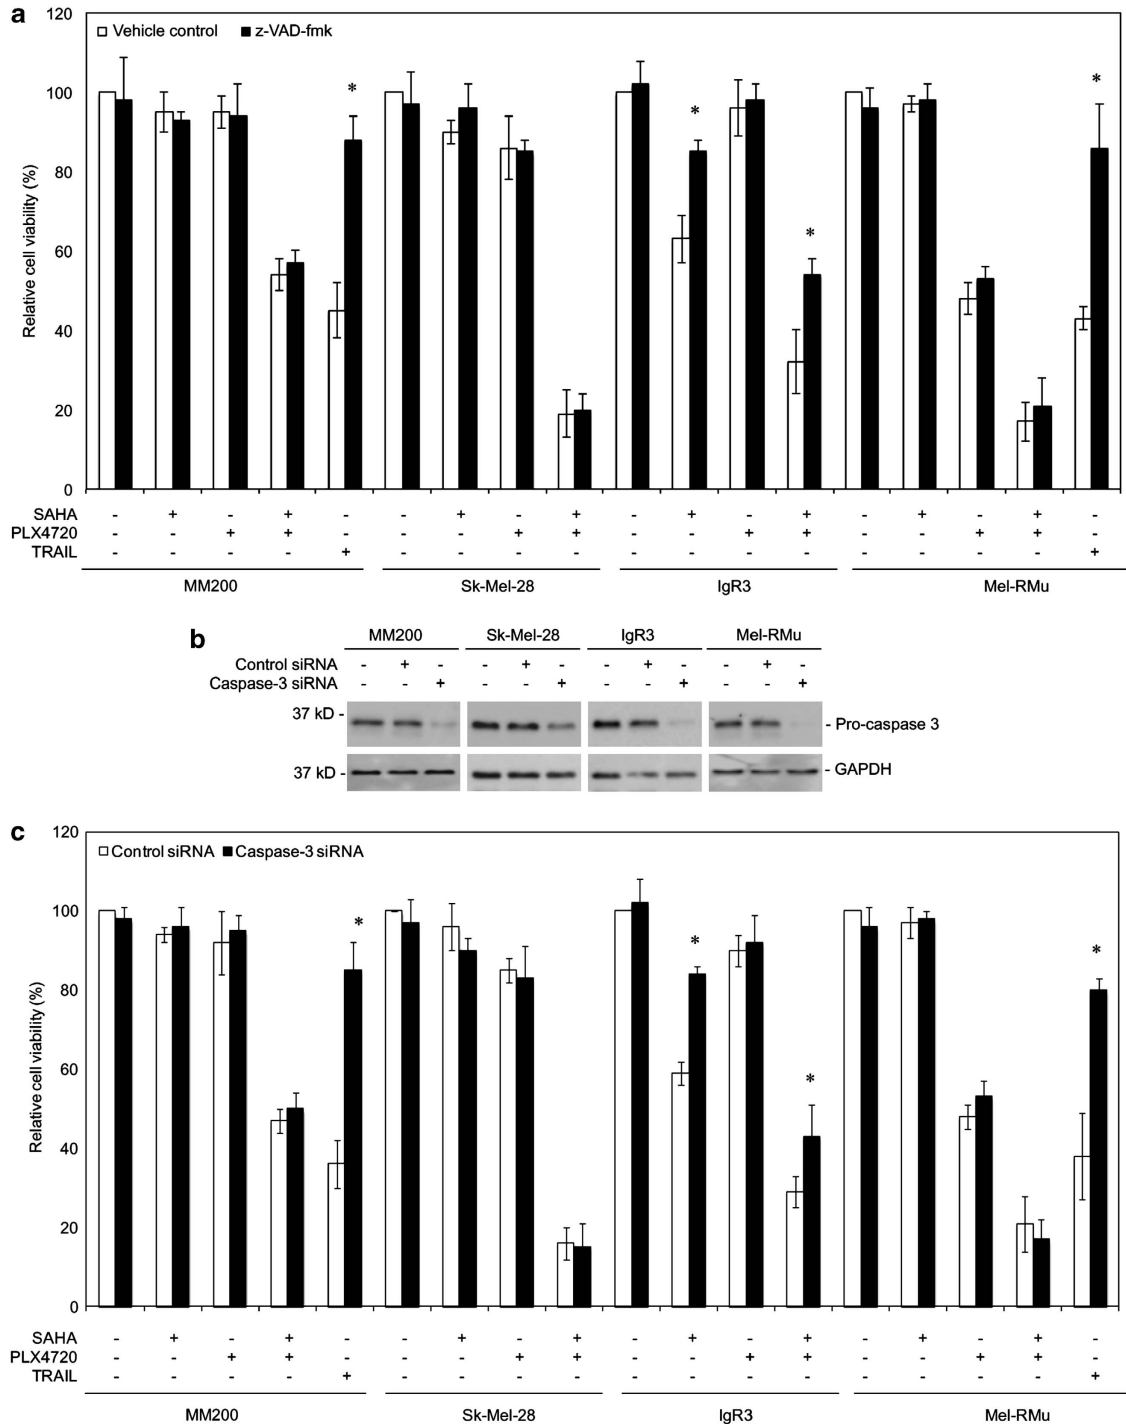 a
120
Vehicle control z-VAD-fmk
100
80
60
40
20
0
Relative cell viability (%)
* * * *
SAHA - + - + - - + - + - + - + - + - + -
PLX4720 - - + + - - - + + - - + + - - + + -
TRAIL - - - - + - - - - - - - - - - - - +
MM200 Sk-Mel-28 IgR3 Mel-RMu
b
MM200 Sk-Mel-28 IgR3 Mel-RMu
Control siRNA - + - - + - - + - - + -
Caspase-3 siRNA - - + - - + - - + - - +
37 kD - - Pro-caspase 3
37 kD - - GAPDH
c
120
Control siRNA Caspase-3 siRNA
100
80
60
40
20
0
Relative cell viability (%)
* * * *
SAHA - + - + - - + - + - + - + - + - + -
PLX4720 - - + + - - - + + - - + + - - + + -
TRAIL - - - - + - - - - - - - - - - - - +
MM200 Sk-Mel-28 IgR3 Mel-RMu